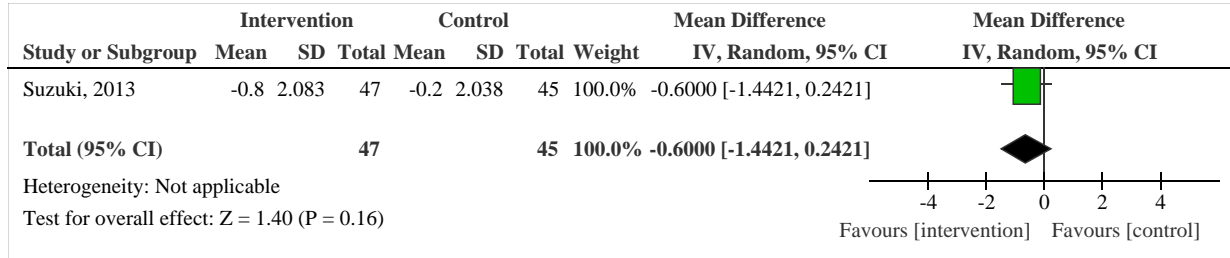 Intervention Control Mean Difference Mean Difference
Study or Subgroup Mean SD Total Mean SD Total Weight IV, Random, 95% CI IV, Random, 95% CI
Suzuki, 2013 -0.8 2.083 47 -0.2 2.038 45 100.0% -0.6000 [-1.4421, 0.2421]
Total (95% CI) 47 45 100.0% -0.6000 [-1.4421, 0.2421]
Heterogeneity: Not applicable
Test for overall effect: Z = 1.40 (P = 0.16)
-4 -2 0 2 4
Favours [intervention] Favours [control]